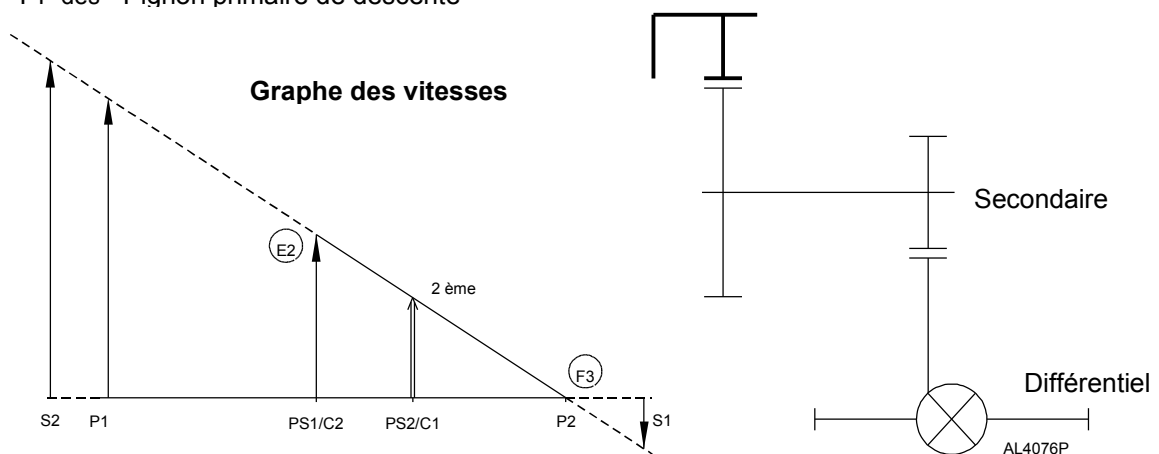 P1 des Pignon primaire de descente
Graphe des vitesses
E2
2 ème
F3
S2 P1 PS1/C2 PS2/C1 P2 S1
Secondaire
Différentiel
AL4076P